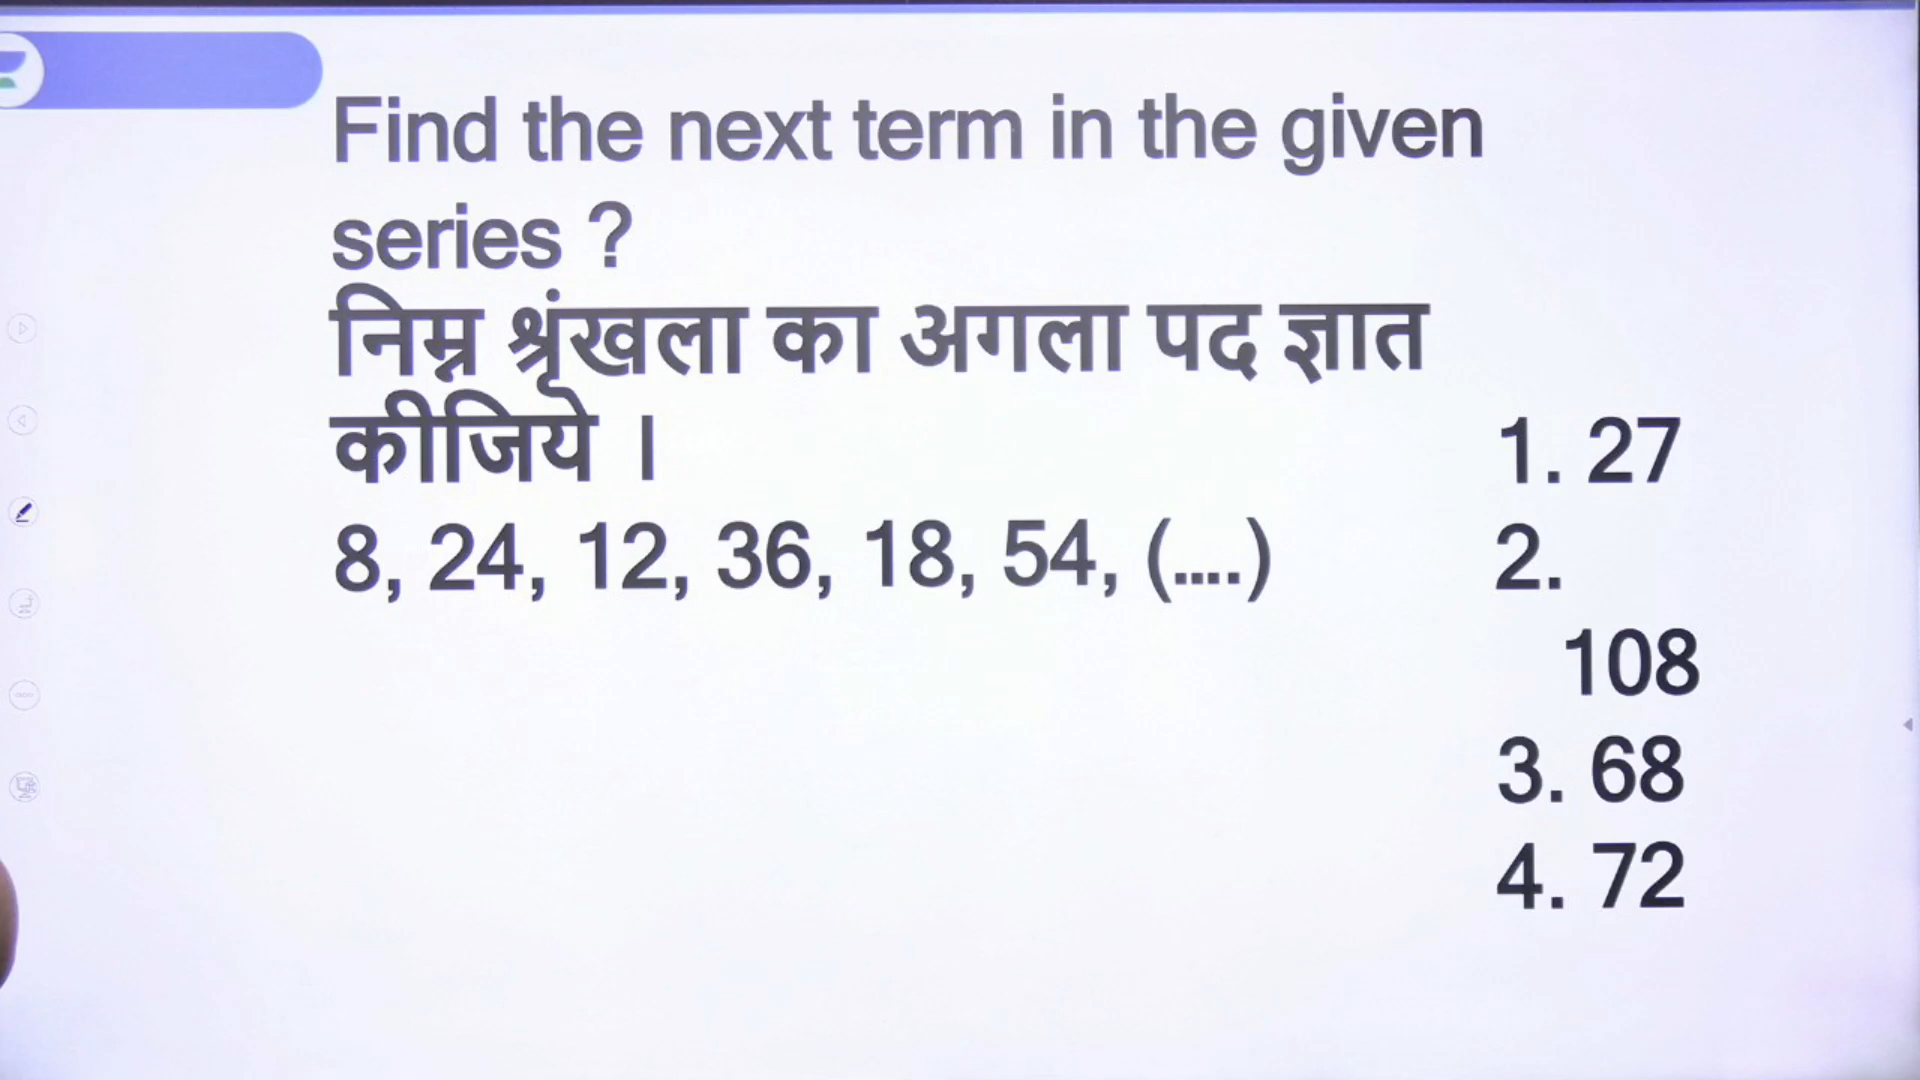 Find the next term in the given
series ?
निम्न श्रृंखला का अगला पद ज्ञात
कीजिये ।
8, 24, 12, 36, 18, 54, (....)
1. 27
2.
108
3. 68
4. 72